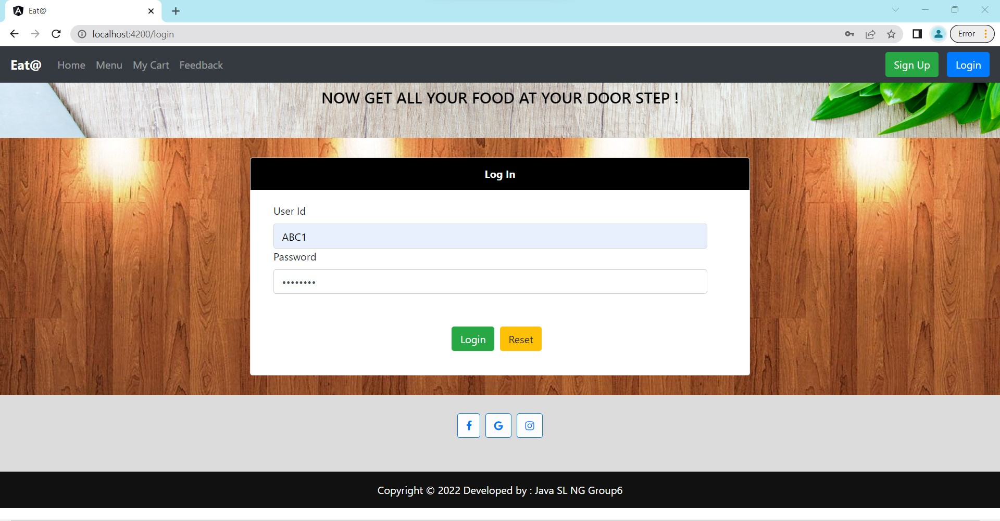 Eat@
localhost:4200/login
Error
Eat@ Home Menu My Cart Feedback Sign Up Login
NOW GET ALL YOUR FOOD AT YOUR DOOR STEP !
Log In
User Id
ABC1
Password
••••••••
Login Reset
Copyright © 2022 Developed by : Java SL NG Group6